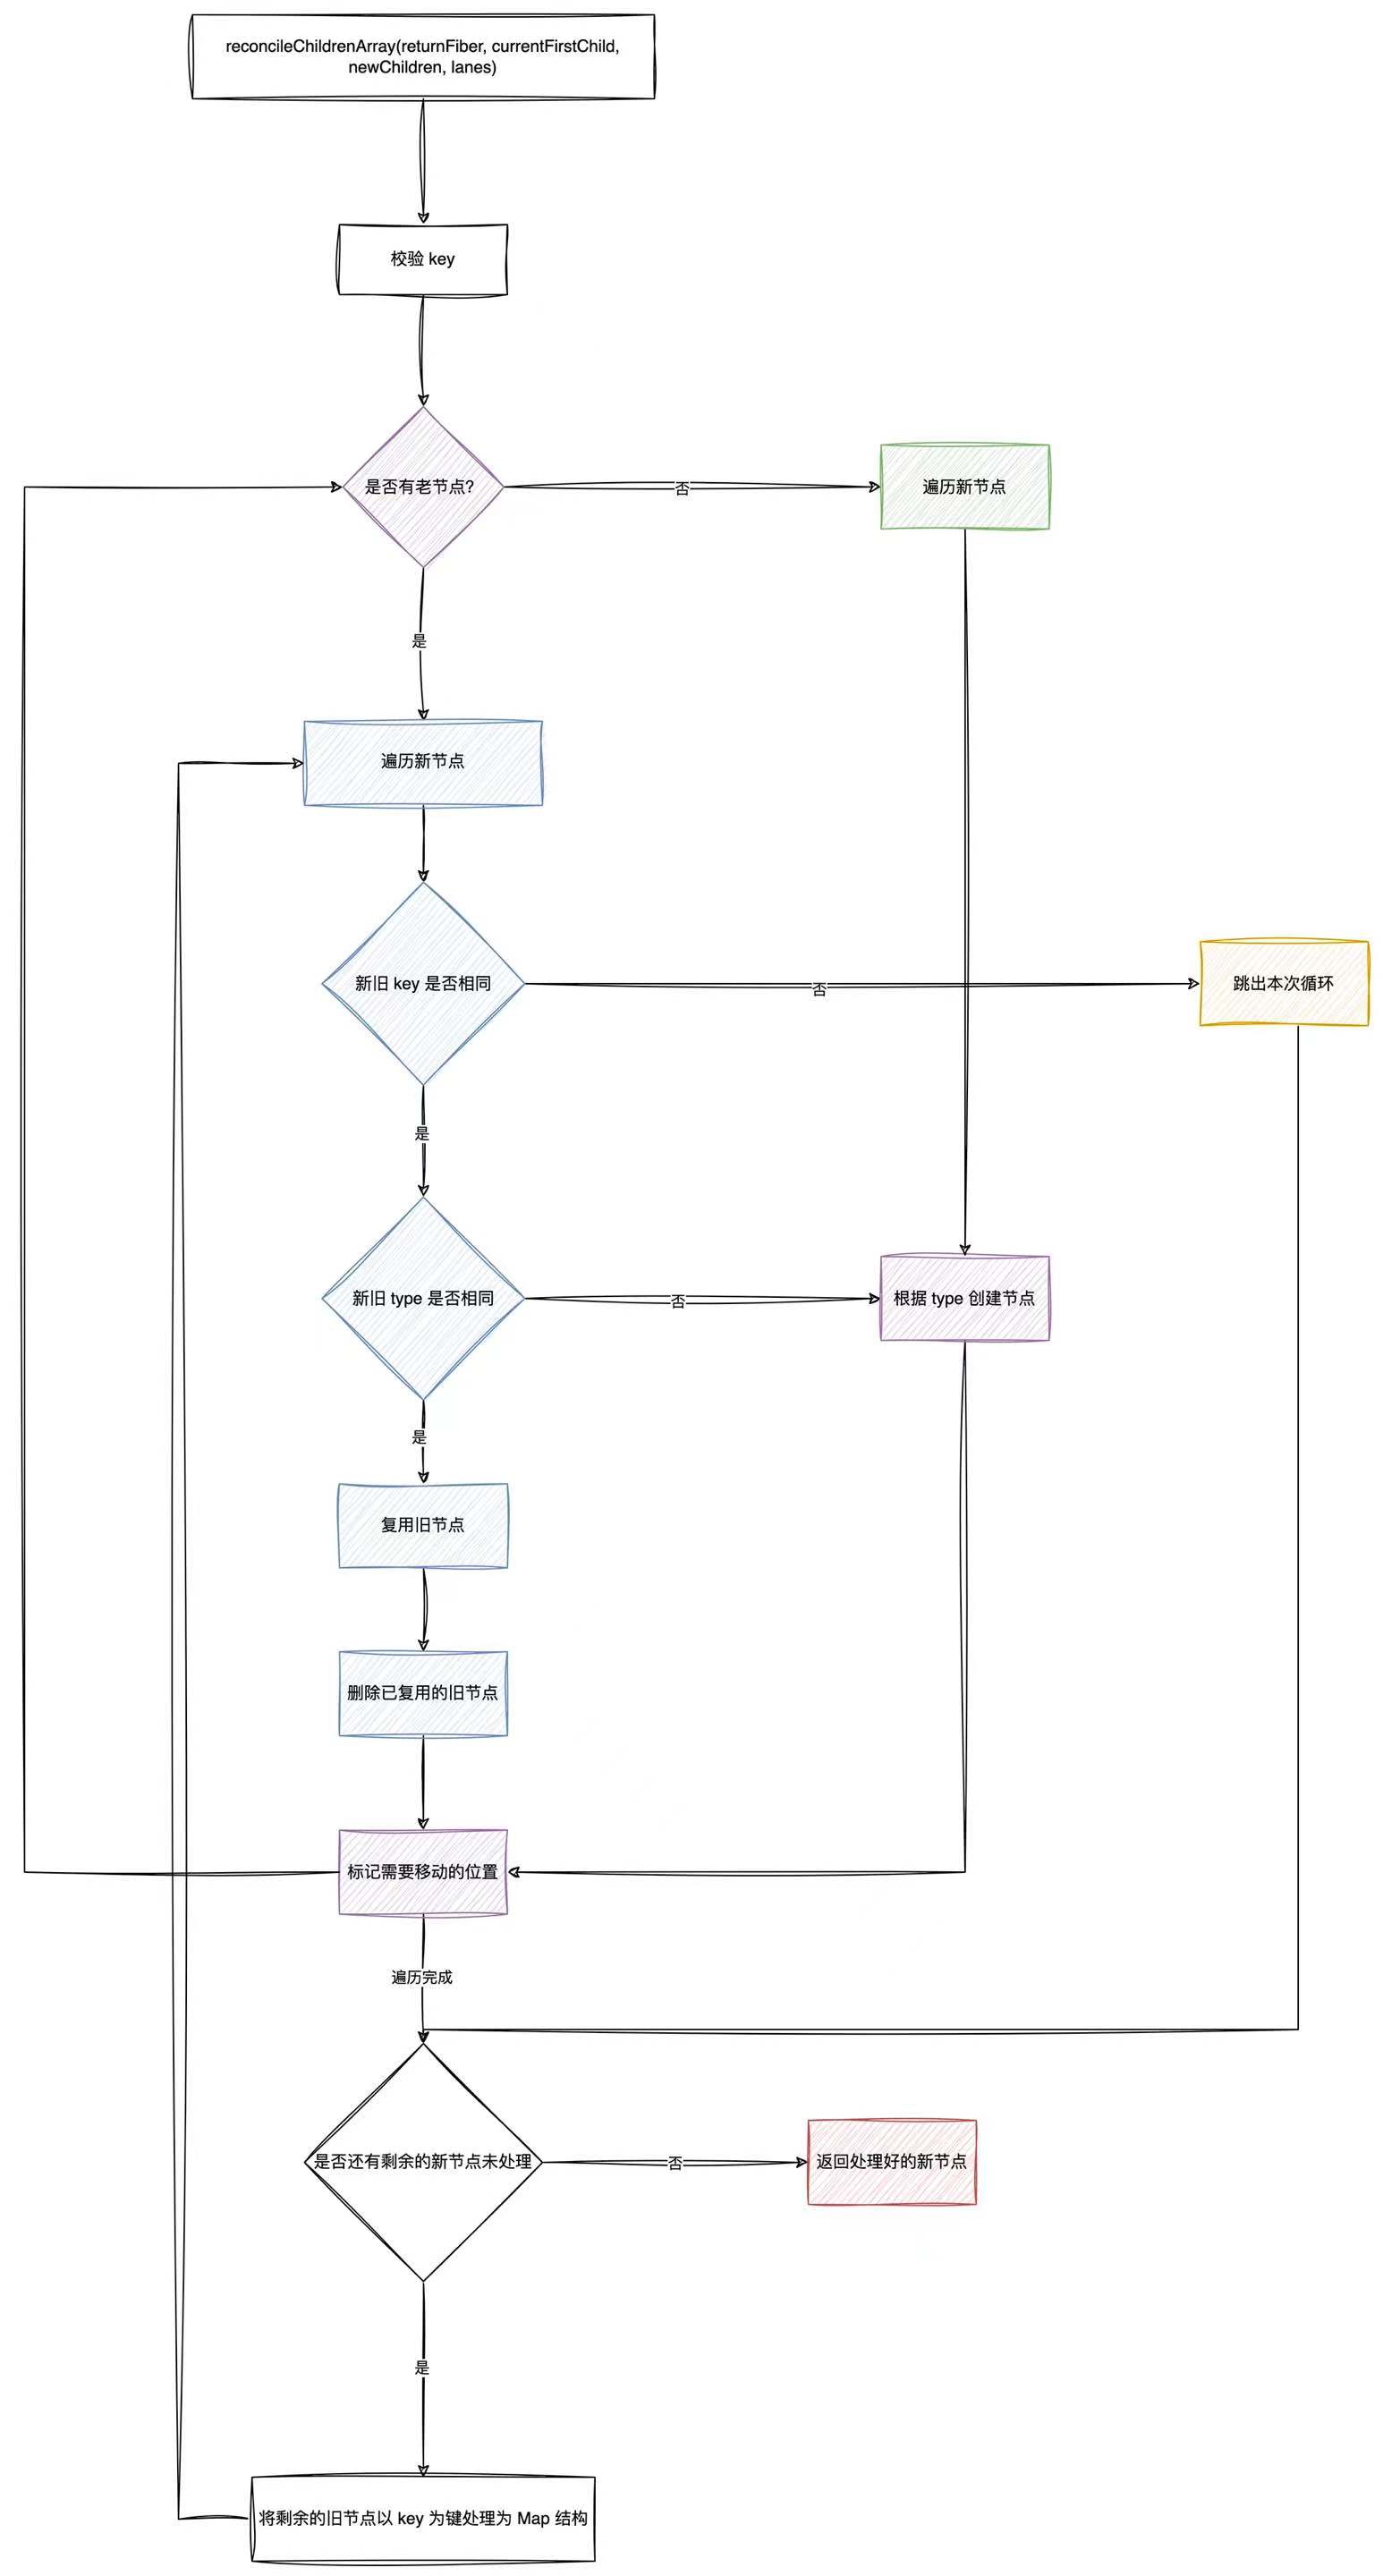 reconcileChildrenArray(returnFiber, currentFirstChild,
newChildren, lanes)
校验 key
是否有老节点?
否
遍历新节点
是
遍历新节点
新旧 key 是否相同
否
跳出本次循环
是
新旧 type 是否相同
否
根据 type 创建节点
是
复用旧节点
删除已复用的旧节点
标记需要移动的位置
遍历完成
是否还有剩余的新节点未处理
否
返回处理好的新节点
是
将剩余的旧节点以 key 为键处理为 Map 结构